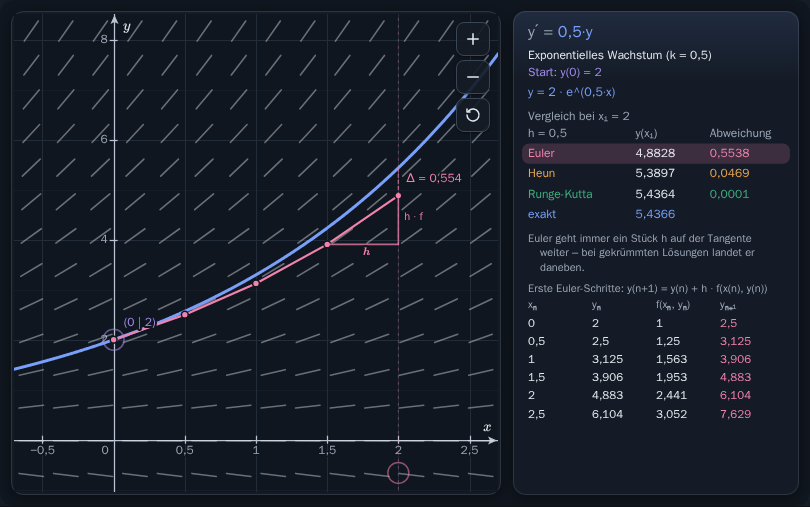 y
8
6
4
Δ = 0,554
h · f
h
(0 | 2)
x
−0,5
0
0,5
1
1,5
2
2,5
y´ = 0,5·y
Exponentielles Wachstum (k = 0,5)
Start: y(0) = 2
y = 2 · e^(0,5·x)
Vergleich bei x₁ = 2
h = 0,5 y(x₁) Abweichung
Euler 4,8828 0,5538
Heun 5,3897 0,0469
Runge-Kutta 5,4364 0,0001
exakt 5,4366
Euler geht immer ein Stück h auf der Tangente
weiter – bei gekrümmten Lösungen landet er
daneben.
Erste Euler-Schritte: y(n+1) = y(n) + h · f(x(n), y(n))
xₙ yₙ f(xₙ, yₙ) yₙ₊₁
0 2 1 2,5
0,5 2,5 1,25 3,125
1 3,125 1,563 3,906
1,5 3,906 1,953 4,883
2 4,883 2,441 6,104
2,5 6,104 3,052 7,629